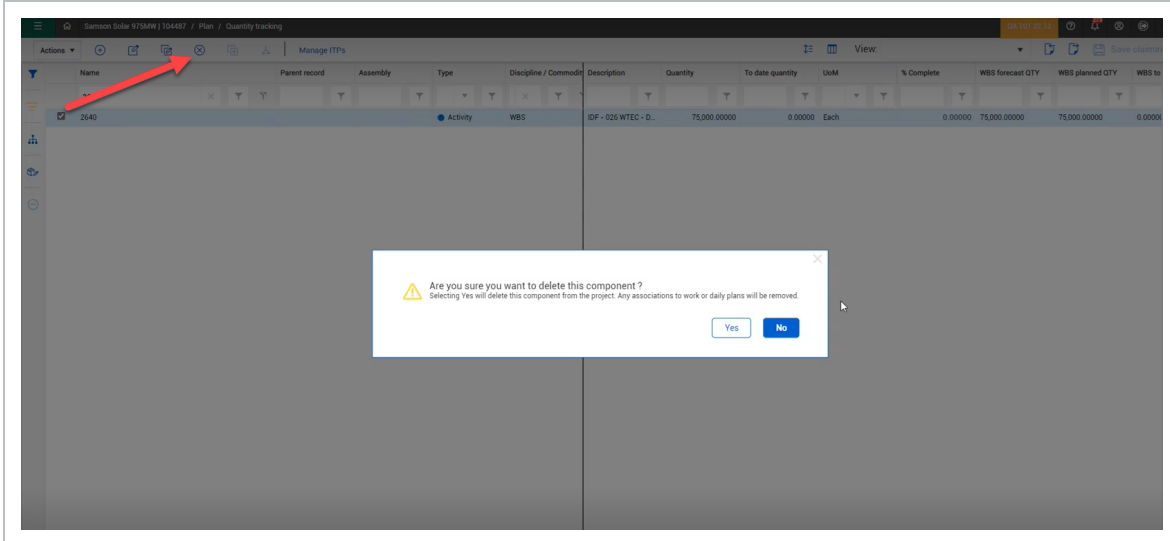 Samson Solar 975MW | 104487 / Plan / Quantity tracking
Actions Manage ITPs View: Save
Name Parent record Assembly Type Discipline / Commodit Description Quantity To date quantity UoM % Complete WBS forecast QTY WBS planned QTY WBS to
2640 Activity WBS IDF - 026 WTEC - D... 75,000.00000 0.00000 Each 0.00000 75,000.00000 75,000.00000 0.0000
Are you sure you want to delete this component ?
Selecting Yes will delete this component from the project. Any associations to work or daily plans will be removed.
Yes No